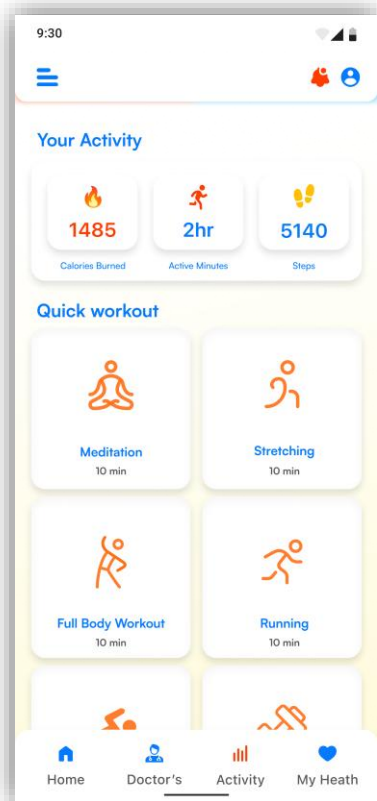 9:30
Your Activity
1485 2hr 5140
Calories Burned Active Minutes Steps
Quick workout
Meditation Stretching
10 min 10 min
Full Body Workout Running
10 min 10 min
Home Doctor's Activity My Heath